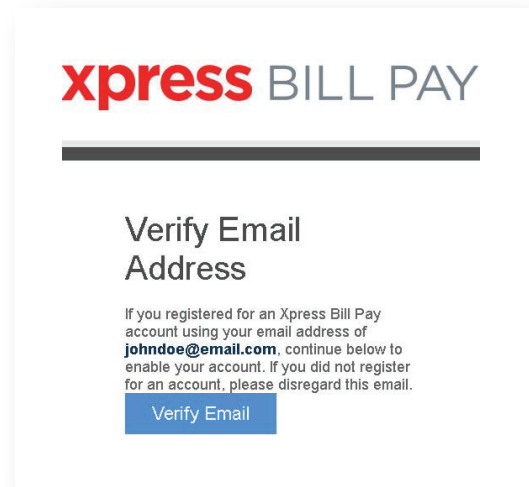 xpress BILL PAY
Verify Email
Address
If you registered for an Xpress Bill Pay
account using your email address of
johndoe@email.com, continue below to
enable your account. If you did not register
for an account, please disregard this email.
Verify Email